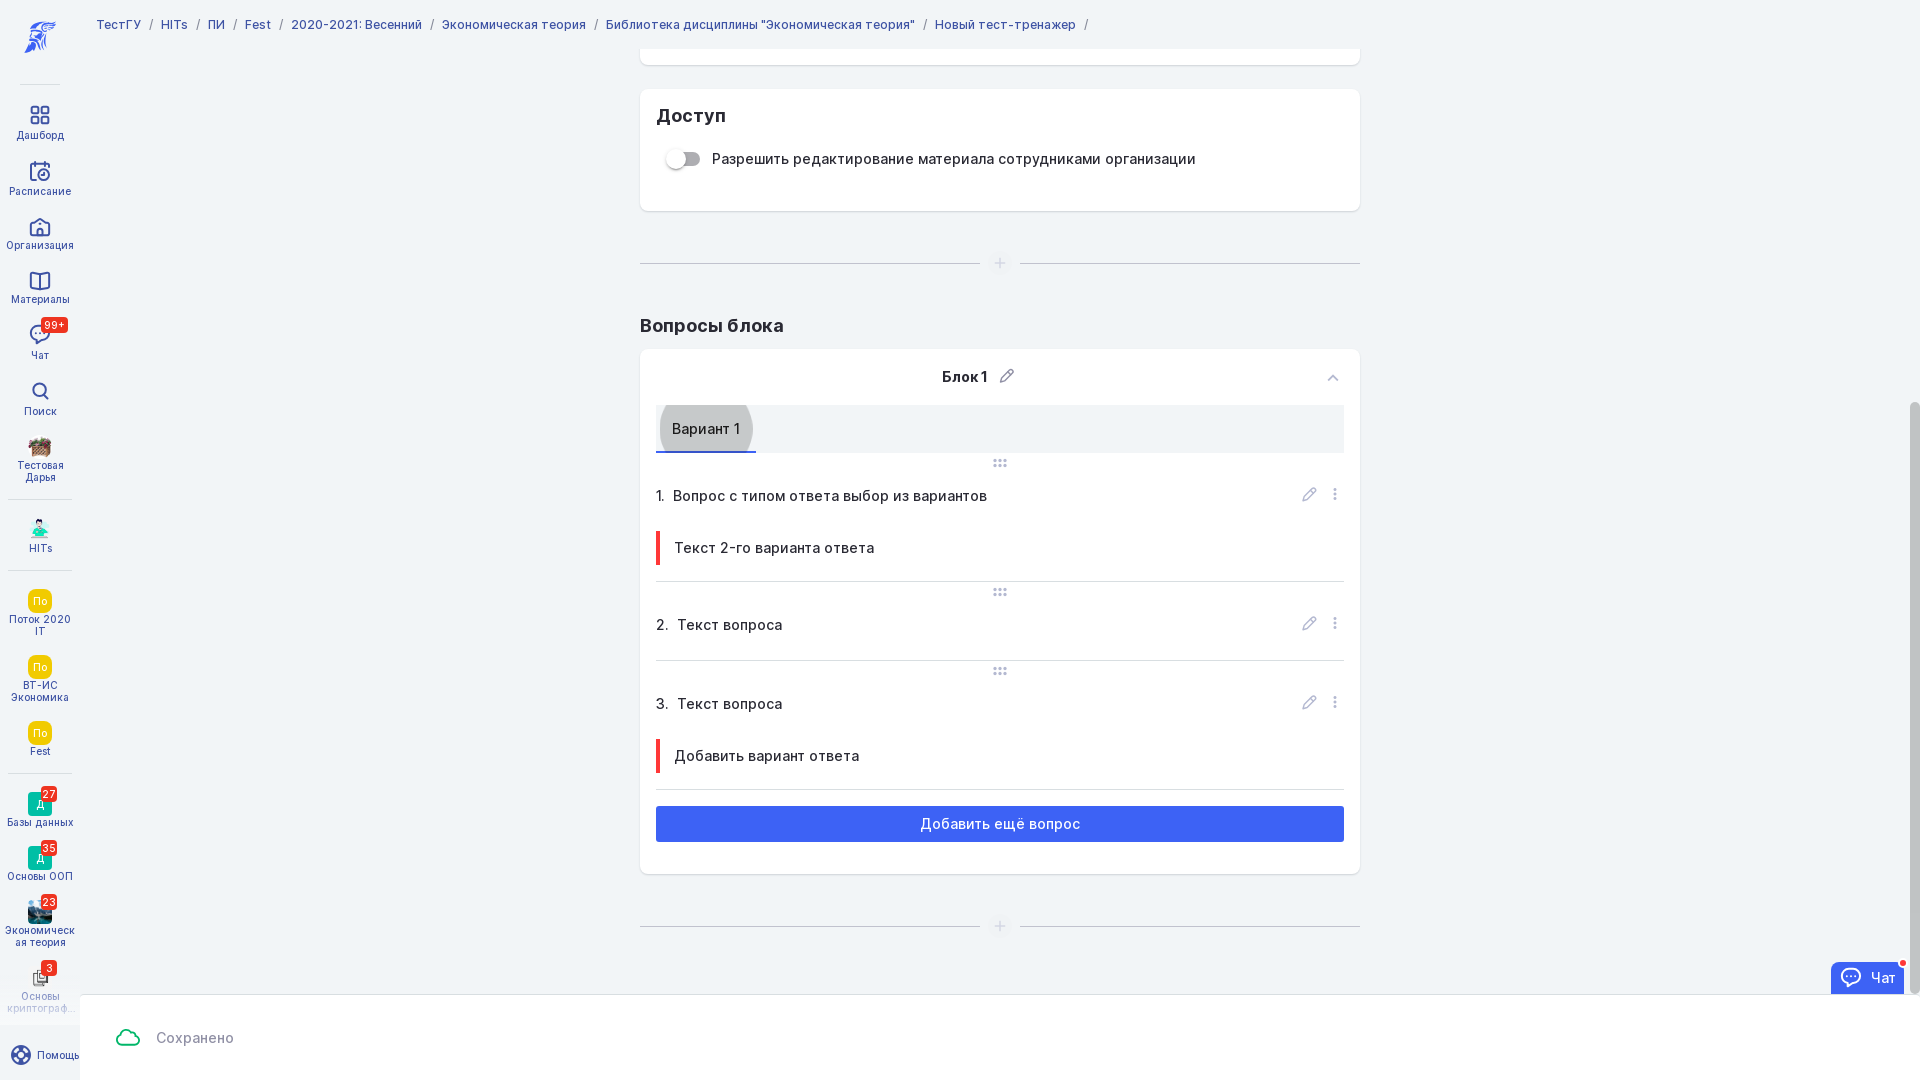 ТестГУ / HITs / ПИ / Fest / 2020-2021: Весенний / Экономическая теория / Библиотека дисциплины "Экономическая теория" / Новый тест-тренажер /
Дашборд
Расписание
Организация
Материалы
99+
Чат
Поиск
Тестовая
Дарья
HITs
По
Поток 2020
IT
По
ВТ-ИС
Экономика
По
Fest
27
Д
Базы данных
35
Д
Основы ООП
23
Экономическ
ая теория
3
Основы
криптограф...
Помощь
Доступ
Разрешить редактирование материала сотрудниками организации
Вопросы блока
Блок 1
Вариант 1
1. Вопрос с типом ответа выбор из вариантов
Текст 2-го варианта ответа
2. Текст вопроса
3. Текст вопроса
Добавить вариант ответа
Добавить ещё вопрос
Чат
Сохранено